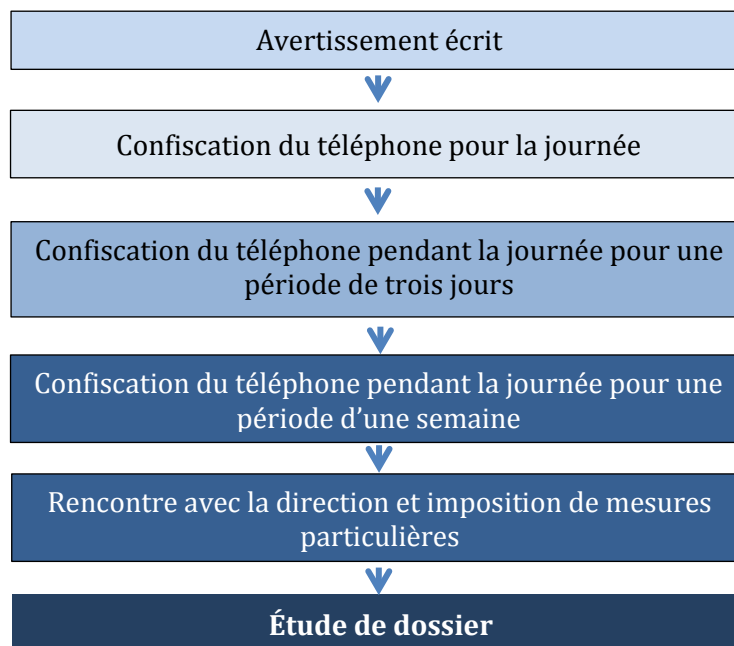 Avertissement écrit
Confiscation du téléphone pour la journée
Confiscation du téléphone pendant la journée pour une
période de trois jours
Confiscation du téléphone pendant la journée pour une
période d’une semaine
Rencontre avec la direction et imposition de mesures
particulières
Étude de dossier